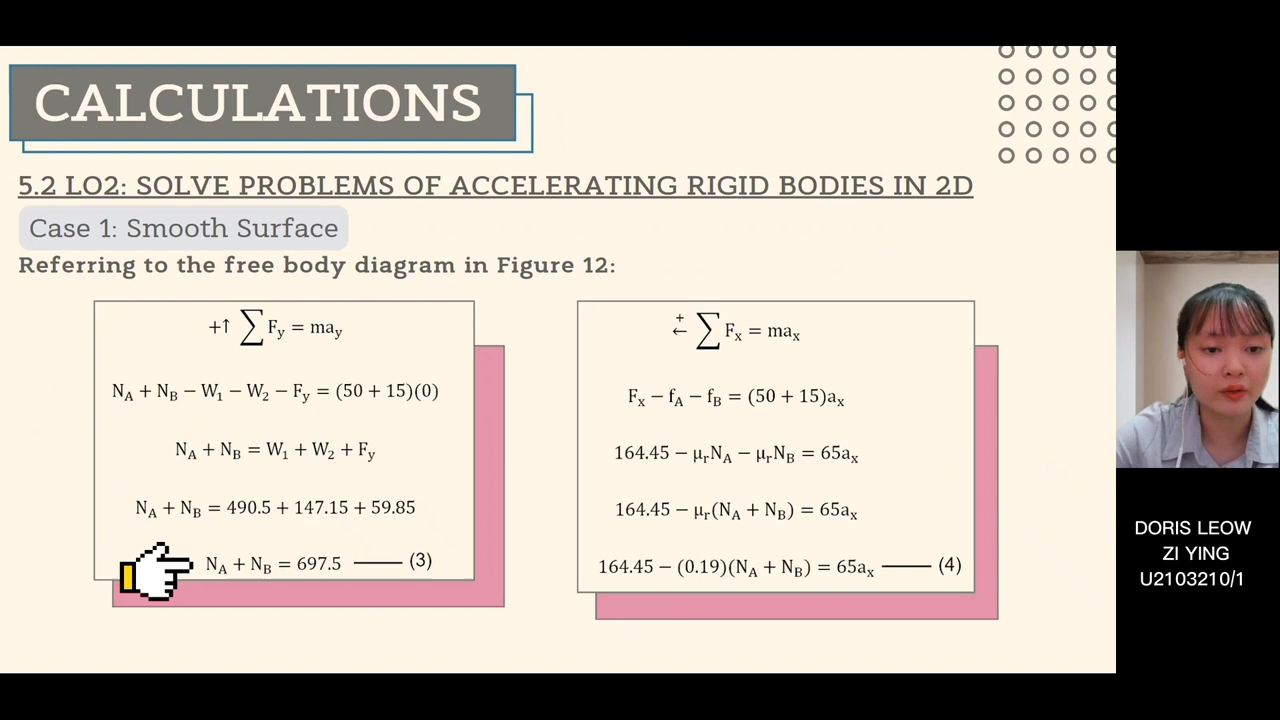 CALCULATIONS
5.2 LO2: SOLVE PROBLEMS OF ACCELERATING RIGID BODIES IN 2D
Case 1: Smooth Surface
Referring to the free body diagram in Figure 12:
+↑ ∑ Fy = may
NA + NB − W1 − W2 − Fy = (50 + 15)(0)
NA + NB = W1 + W2 + Fy
NA + NB = 490.5 + 147.15 + 59.85
NA + NB = 697.5 —— (3)
+
← ∑ Fx = max
Fx − fA − fB = (50 + 15)ax
164.45 − μrNA − μrNB = 65ax
164.45 − μr(NA + NB) = 65ax
164.45 − (0.19)(NA + NB) = 65ax —— (4)
DORIS LEOW
ZI YING
U2103210/1